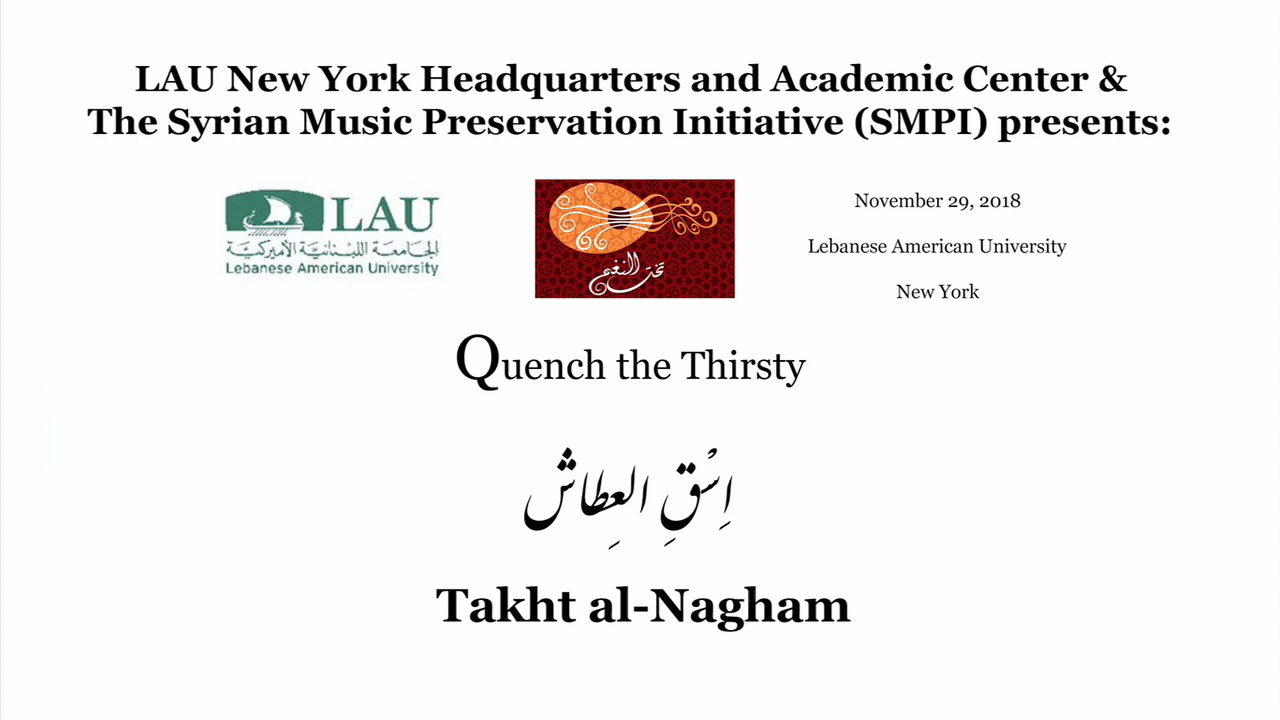 LAU New York Headquarters and Academic Center &
The Syrian Music Preservation Initiative (SMPI) presents:
LAU
الجامعة اللبنانية الأميركية
Lebanese American University
تخت النغم
November 29, 2018
Lebanese American University
New York
Quench the Thirsty
اِسْقِ العِطاش
Takht al-Nagham